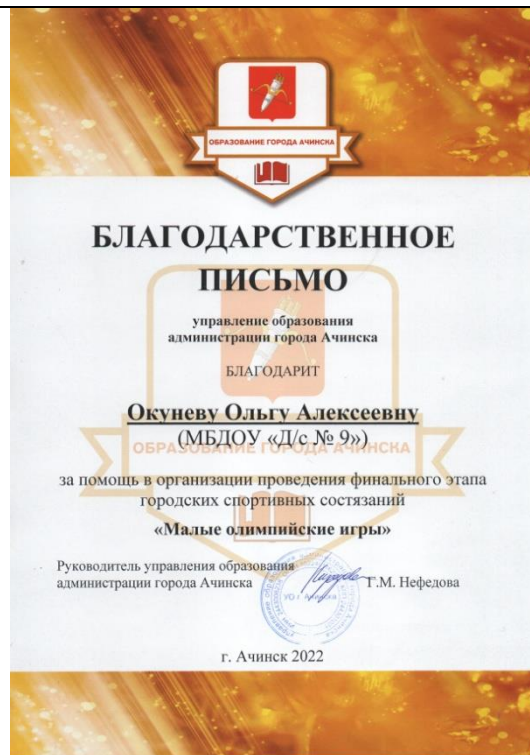 ОБРАЗОВАНИЕ ГОРОДА АЧИНСКА
БЛАГОДАРСТВЕННОЕ
ПИСЬМО
управление образования
администрации города Ачинска
БЛАГОДАРИТ
Окуневу Ольгу Алексеевну
(МБДОУ «Д/с № 9»)
ОБРАЗОВАНИЕ ГОРОДА АЧИНСКА
за помощь в организации проведения финального этапа
городских спортивных состязаний
«Малые олимпийские игры»
Руководитель управления образования
администрации города Ачинска Г.М. Нефедова
УО г. Ачинска
г. Ачинск 2022